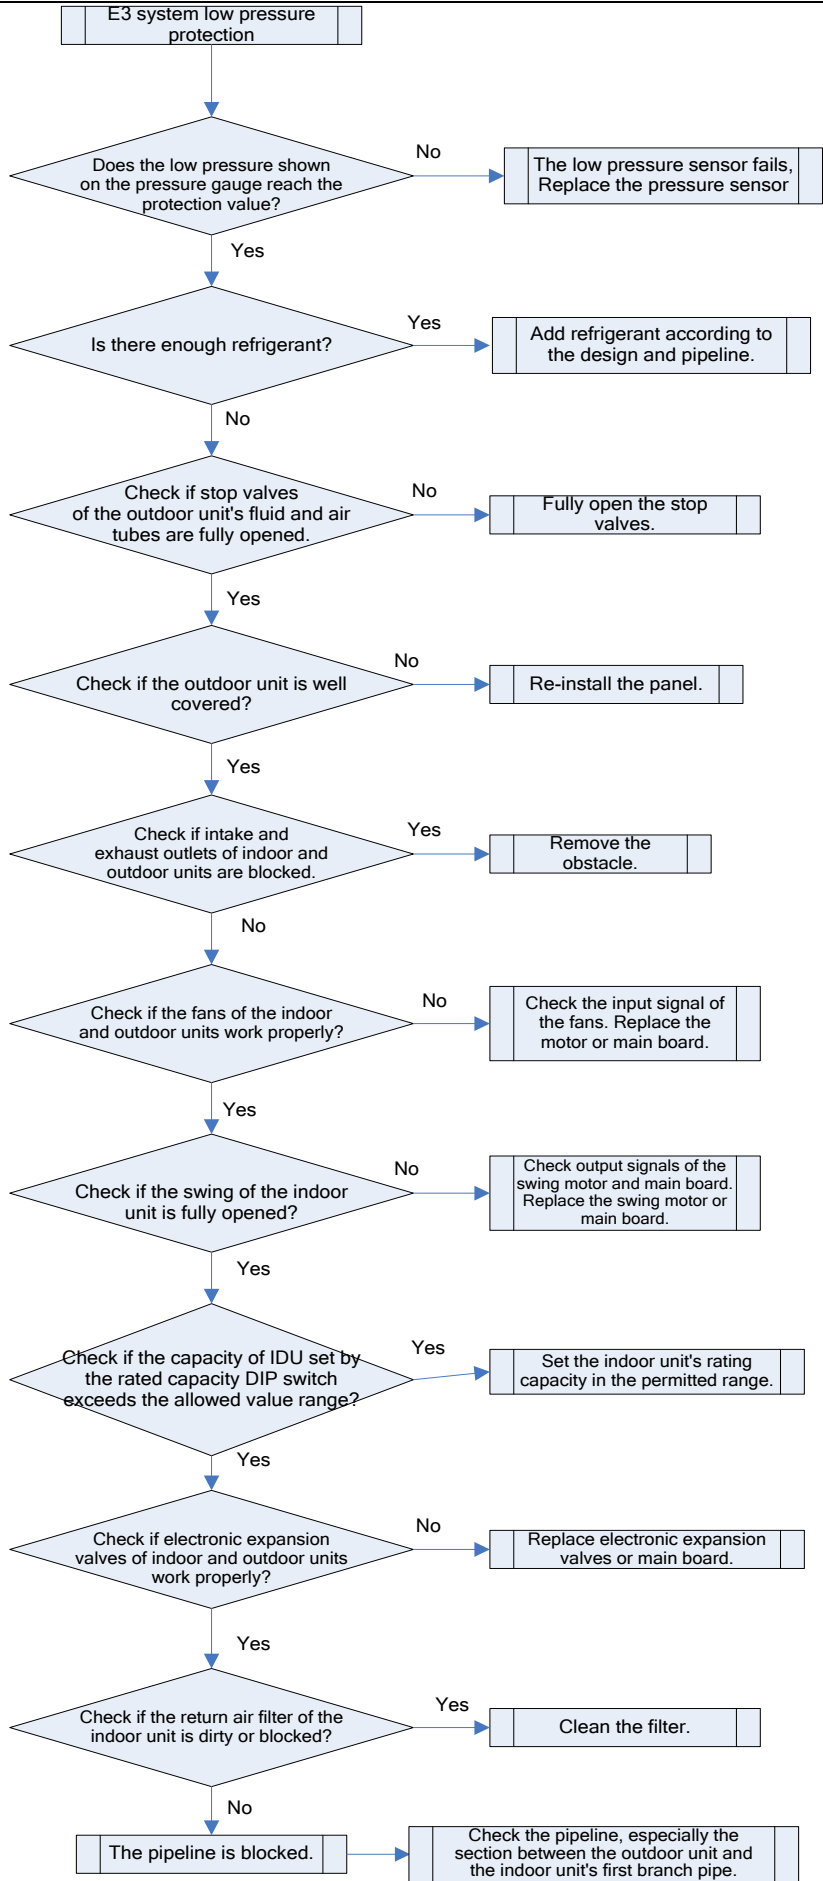 E3 system low pressure
protection
Does the low pressure shown
on the pressure gauge reach the
protection value?
No
The low pressure sensor fails,
Replace the pressure sensor
Yes
Is there enough refrigerant?
Yes
Add refrigerant according to
the design and pipeline.
No
Check if stop valves
of the outdoor unit's fluid and air
tubes are fully opened.
No
Fully open the stop
valves.
Yes
Check if the outdoor unit is well
covered?
No
Re-install the panel.
Yes
Check if intake and
exhaust outlets of indoor and
outdoor units are blocked.
Yes
Remove the
obstacle.
No
Check if the fans of the indoor
and outdoor units work properly?
No
Check the input signal of
the fans. Replace the
motor or main board.
Yes
Check if the swing of the indoor
unit is fully opened?
No
Check output signals of the
swing motor and main board.
Replace the swing motor or
main board.
Yes
Check if the capacity of IDU set by
the rated capacity DIP switch
exceeds the allowed value range?
Yes
Set the indoor unit's rating
capacity in the permitted range.
Yes
Check if electronic expansion
valves of indoor and outdoor units
work properly?
No
Replace electronic expansion
valves or main board.
Yes
Check if the return air filter of the
indoor unit is dirty or blocked?
Yes
Clean the filter.
No
The pipeline is blocked.
Check the pipeline, especially the
section between the outdoor unit and
the indoor unit's first branch pipe.